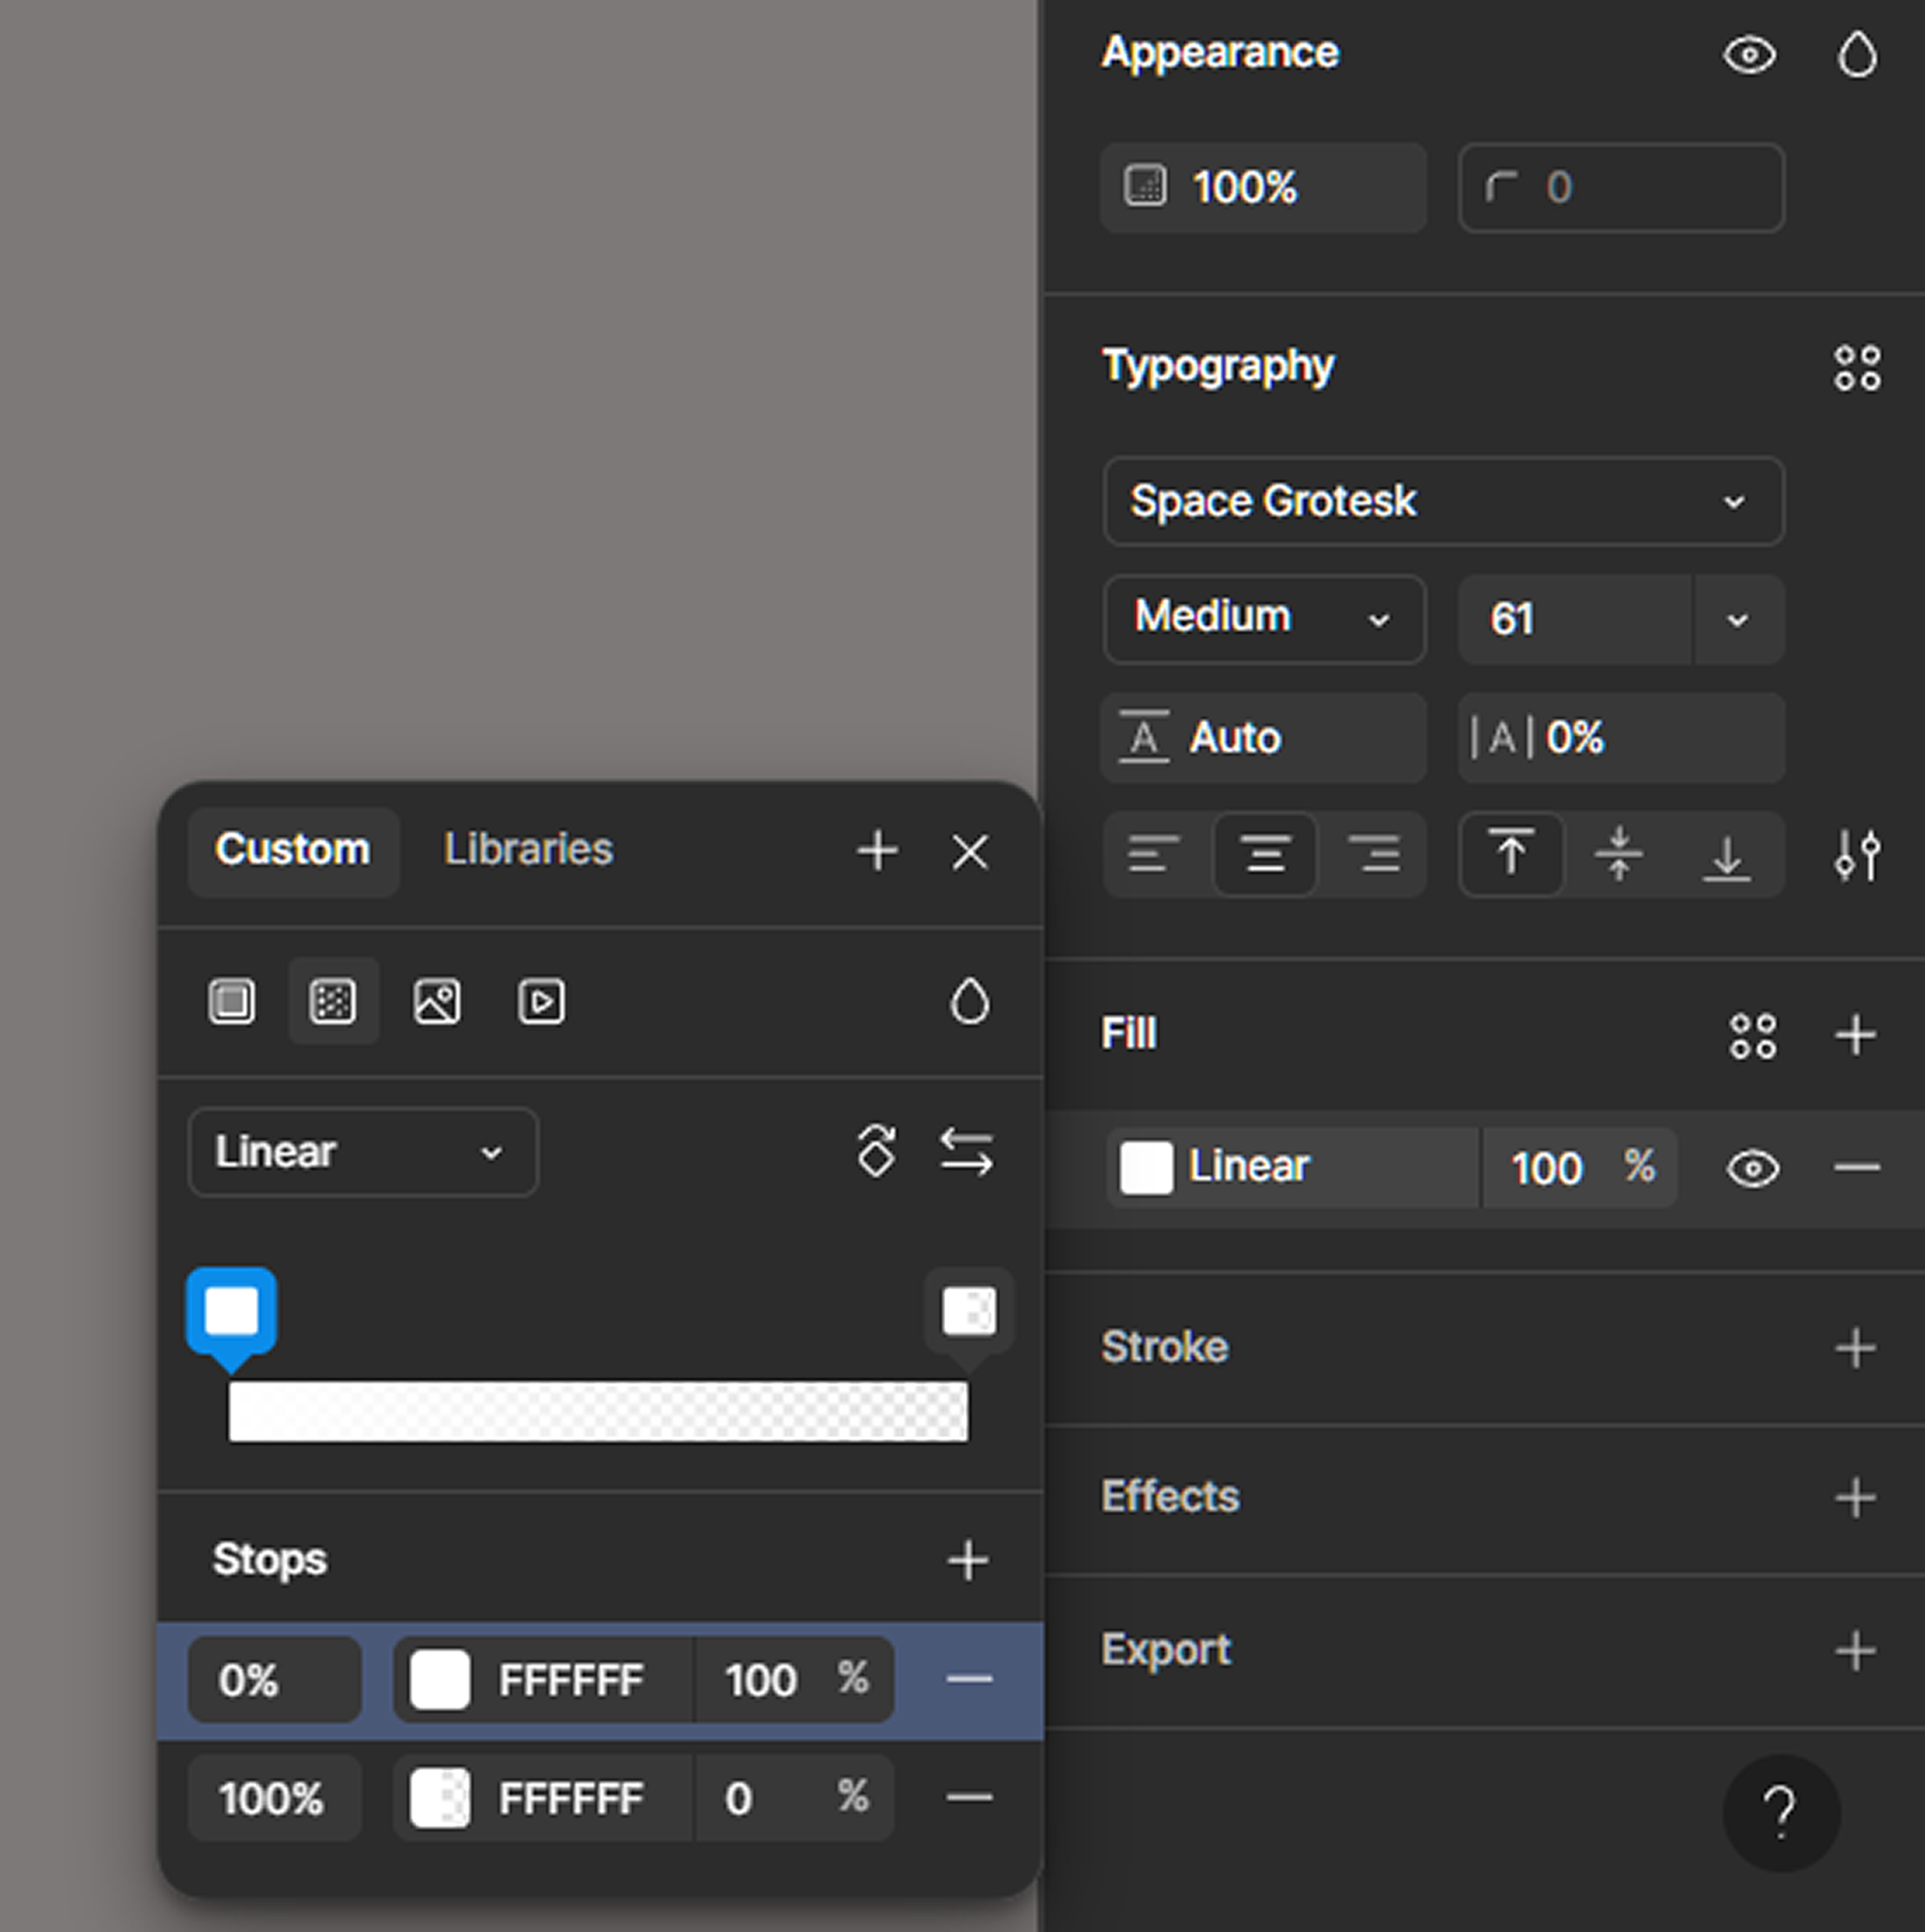 Appearance
100%
0
Typography
Space Grotesk
Medium
61
A Auto
|A| 0%
Custom
Libraries
Linear
Stops
0%
FFFFFF
100 %
100%
FFFFFF
0 %
Fill
Linear
100 %
Stroke
Effects
Export
?